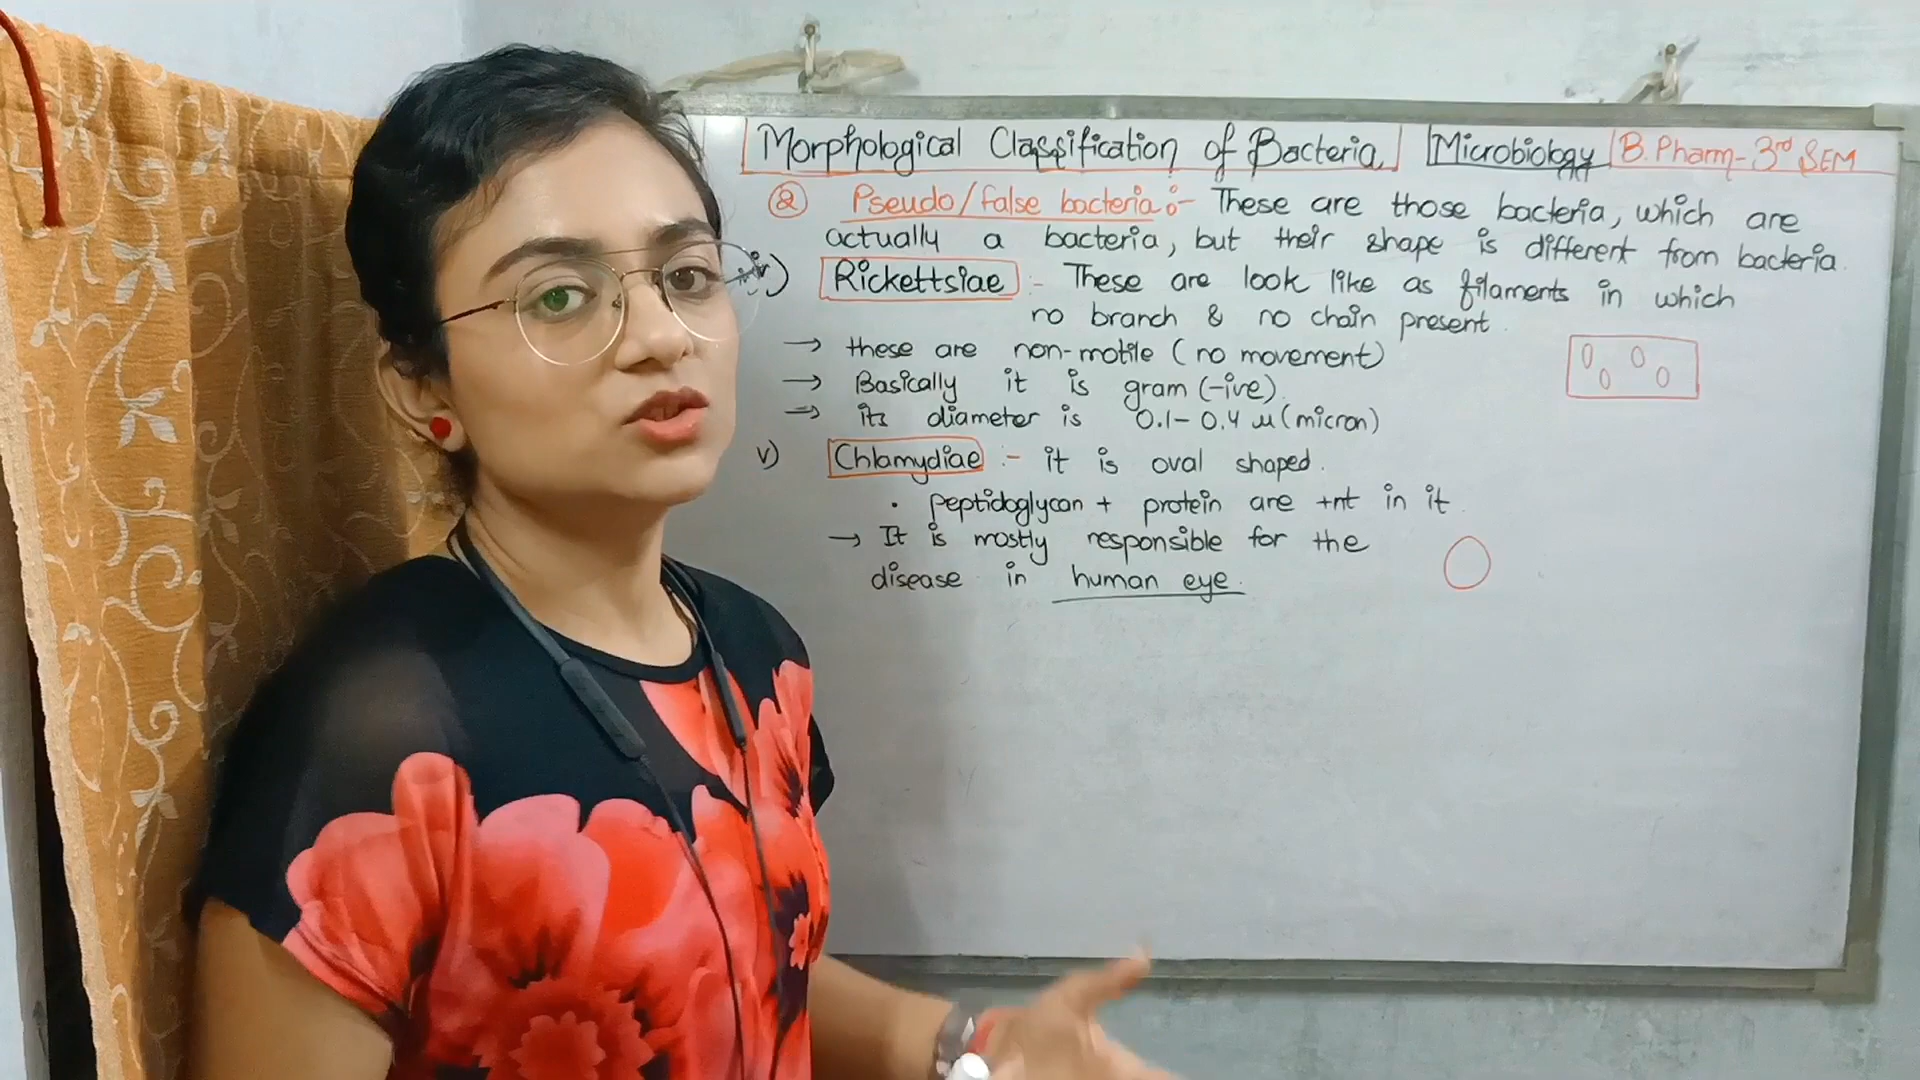 Morphological Classification of Bacteria Microbiology B. Pharm - 3rd SEM
② Pseudo/false bacteria :- These are those bacteria, which are
actually a bacteria, but their shape is different from bacteria.
iv) Rickettsiae :- These are look like as filaments in which
no branch & no chain present.
→ these are non-motile (no movement)
→ Basically it is gram (-ive)
→ its diameter is 0.1 - 0.4 µ (micron)
v) Chlamydiae :- it is oval shaped.
• peptidoglycan + protein are +nt in it
→ It is mostly responsible for the
disease in human eye.